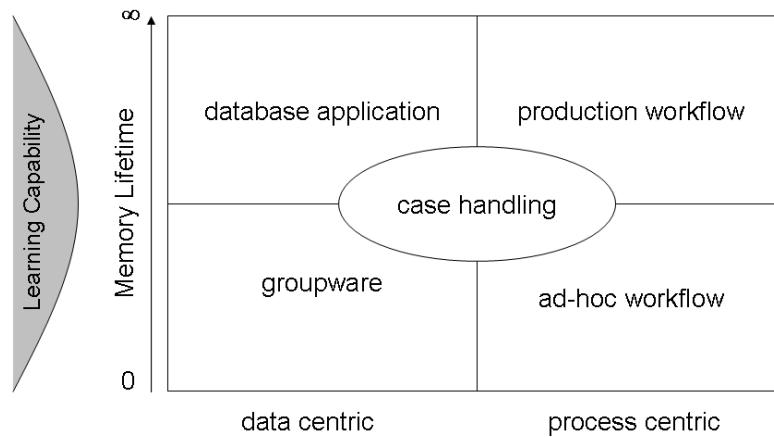 ∞
Learning Capability
Memory Lifetime
database application
production workflow
case handling
groupware
ad-hoc workflow
0
data centric
process centric